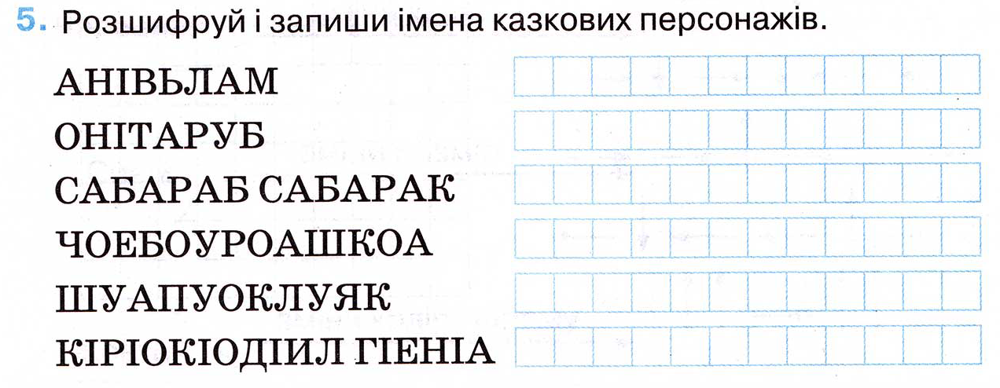 5. Розшифруй і запиши імена казкових персонажів.
АНІВЬЛАМ
ОНІТАРУБ
САБАРАБ САБАРАК
ЧОЕБОУРОАШКОА
ШУАПУОКЛУЯК
КІРІОКІОДІИЛ ГІЕНІА